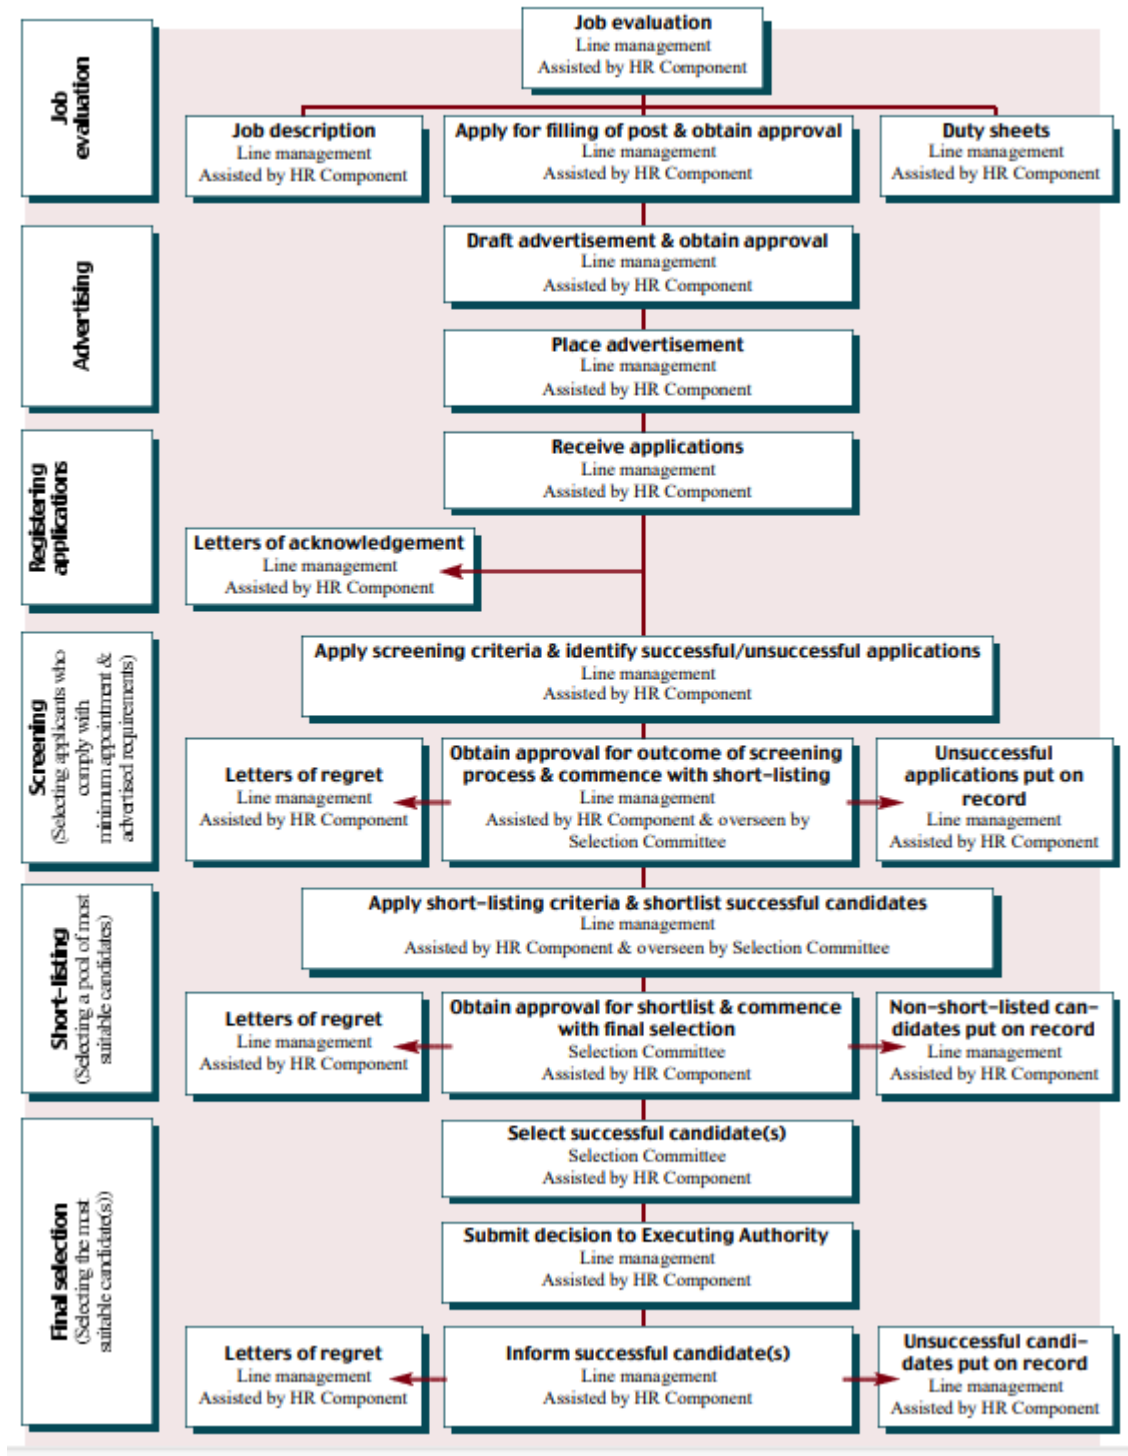 Job
evaluation
Job evaluation
Line management
Assisted by HR Component
Job description
Line management
Assisted by HR Component
Apply for filling of post & obtain approval
Line management
Assisted by HR Component
Duty sheets
Line management
Assisted by HR Component
Advertising
Draft advertisement & obtain approval
Line management
Assisted by HR Component
Place advertisement
Line management
Assisted by HR Component
Registering
applications
Receive applications
Line management
Assisted by HR Component
Letters of acknowledgement
Line management
Assisted by HR Component
Screening
(Selecting applicants who
comply with
minimum appointment &
advertised requirements)
Apply screening criteria & identify successful/unsuccessful applications
Line management
Assisted by HR Component
Letters of regret
Line management
Assisted by HR Component
Obtain approval for outcome of screening
process & commence with short-listing
Line management
Assisted by HR Component & overseen by
Selection Committee
Unsuccessful
applications put on
record
Line management
Assisted by HR Component
Short-listing
(Selecting a pool of most
suitable candidates)
Apply short-listing criteria & shortlist successful candidates
Line management
Assisted by HR Component & overseen by Selection Committee
Letters of regret
Line management
Assisted by HR Component
Obtain approval for shortlist & commence
with final selection
Selection Committee
Assisted by HR Component
Non-short-listed can-
didates put on record
Line management
Assisted by HR Component
Final selection
(Selecting the most
suitable candidate(s))
Select successful candidate(s)
Selection Committee
Assisted by HR Component
Submit decision to Executing Authority
Line management
Assisted by HR Component
Letters of regret
Line management
Assisted by HR Component
Inform successful candidate(s)
Line management
Assisted by HR Component
Unsuccessful candi-
dates put on record
Line management
Assisted by HR Component